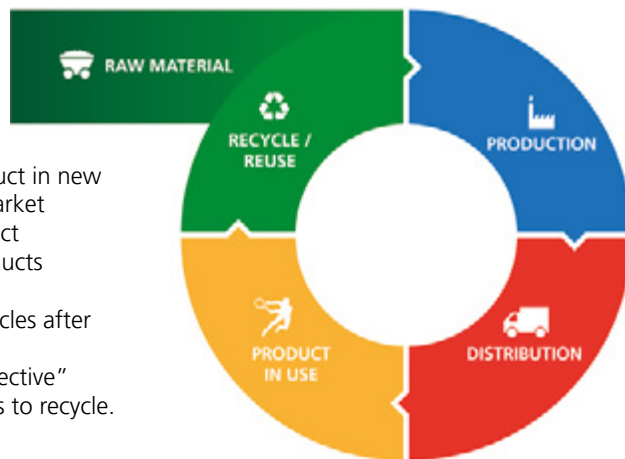 RAW MATERIAL
RECYCLE /
REUSE
PRODUCTION
uct in new
arket
ct
ucts
cles after
ective”
s to recycle.
PRODUCT
IN USE
DISTRIBUTION